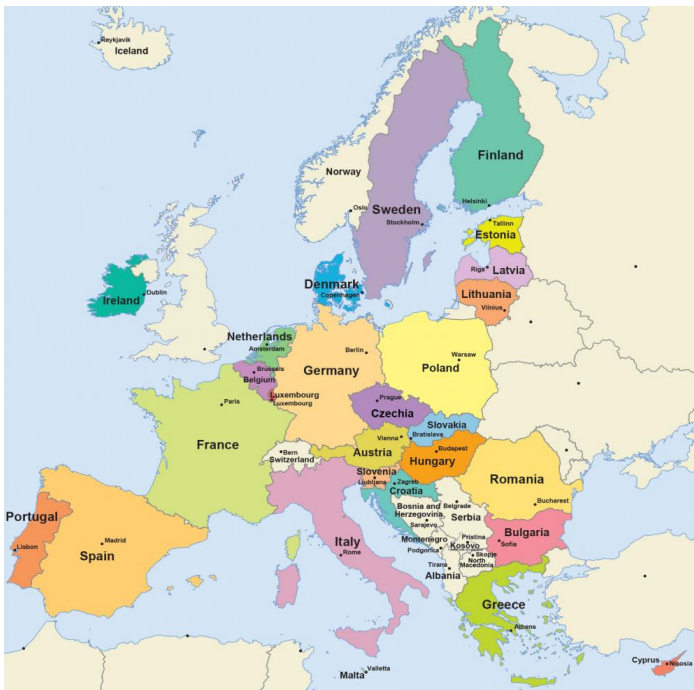 Reykjavik
Iceland
Norway
Oslo
Sweden
Stockholm
Finland
Helsinki
Tallinn
Estonia
Riga
Latvia
Lithuania
Vilnius
Denmark
Copenhagen
Ireland
Dublin
Netherlands
Amsterdam
Brussels
Belgium
Luxembourg
Luxembourg
Berlin
Germany
Warsaw
Poland
Prague
Czechia
Slovakia
Bratislava
Vienna
Austria
Budapest
Hungary
Paris
France
Bern
Switzerland
Slovenia
Ljubljana
Zagreb
Croatia
Romania
Bucharest
Bosnia and
Herzegovina
Sarajevo
Belgrade
Serbia
Montenegro
Podgorica
Pristina
Kosovo
Skopje
North
Macedonia
Bulgaria
Sofia
Tirana
Albania
Italy
Rome
Portugal
Lisbon
Madrid
Spain
Greece
Athens
Malta
Valletta
Cyprus
Nicosia